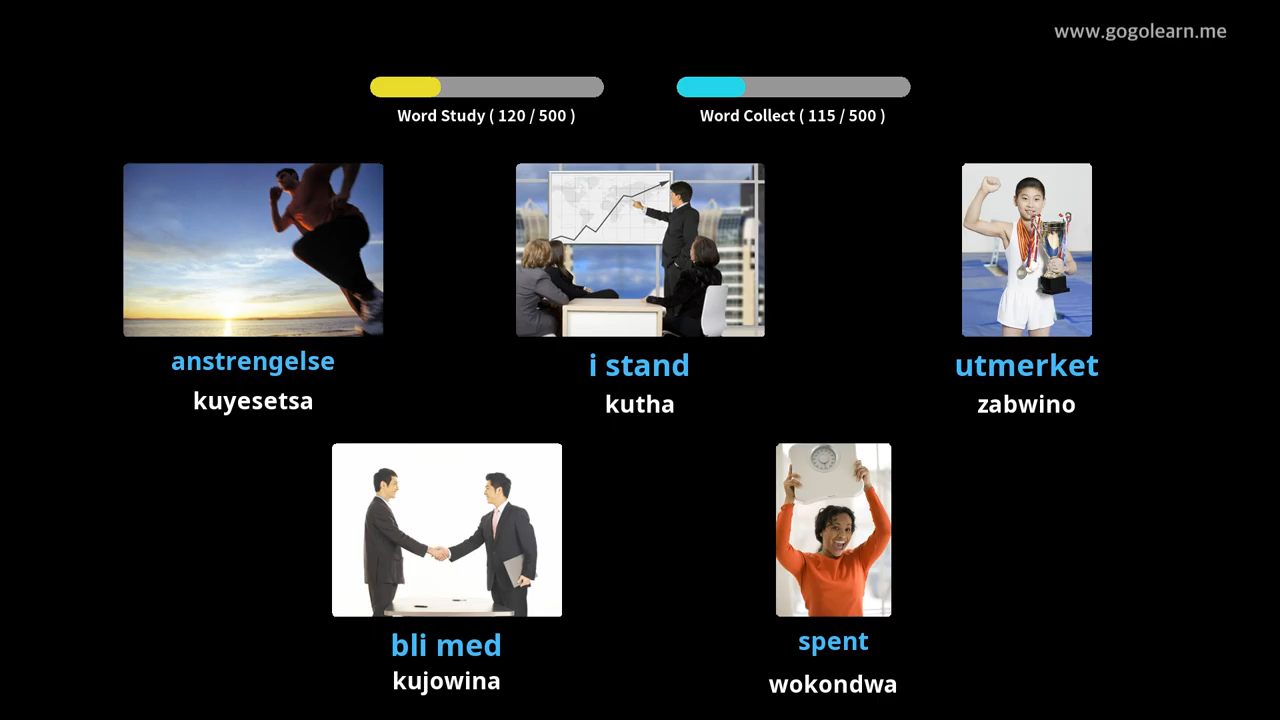 www.gogolearn.me
Word Study ( 120 / 500 )
Word Collect ( 115 / 500 )
anstrengelse
kuyesetsa
i stand
kutha
utmerket
zabwino
bli med
kujowina
spent
wokondwa